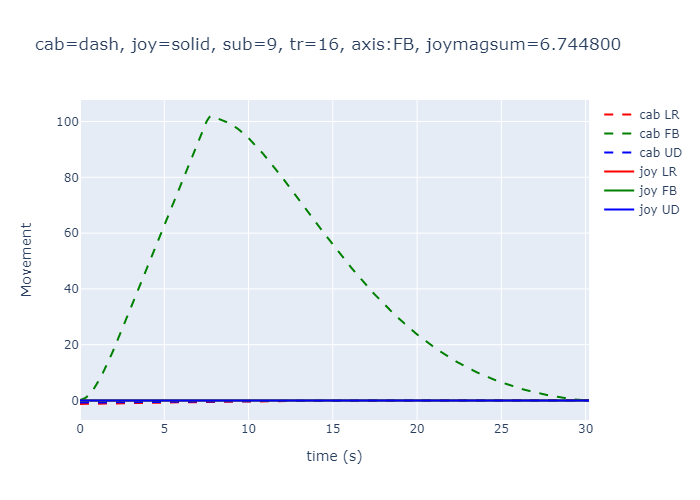 cab=dash, joy=solid, sub=9, tr=16, axis:FB, joymagsum=6.744800
cab LR
cab FB
cab UD
joy LR
joy FB
joy UD
Movement
100
80
60
40
20
0
0 5 10 15 20 25 30
time (s)